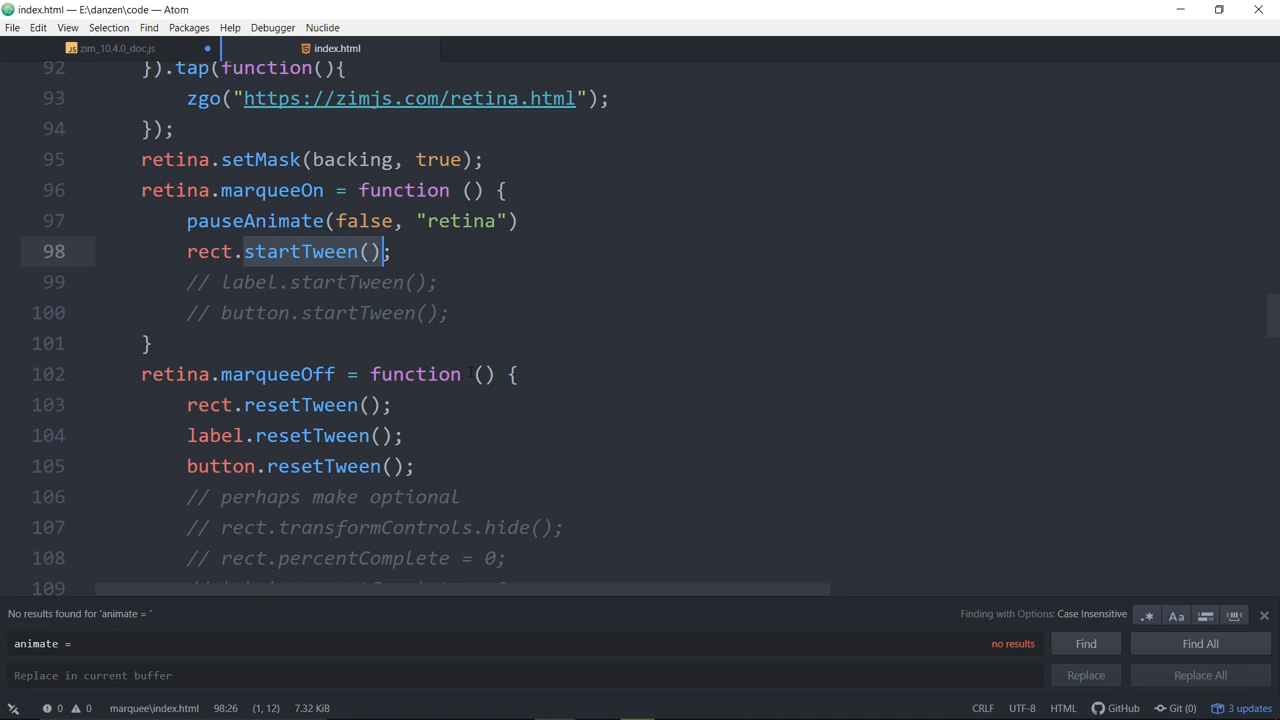 index.html — E:\danzen\code — Atom
File Edit View Selection Find Packages Help Debugger Nuclide
zim_10.4.0_doc.js index.html
92 }).tap(function(){
93 zgo("https://zimjs.com/retina.html");
94 });
95 retina.setMask(backing, true);
96 retina.marqueeOn = function () {
97 pauseAnimate(false, "retina")
98 rect.startTween();
99 // label.startTween();
100 // button.startTween();
101 }
102 retina.marqueeOff = function () {
103 rect.resetTween();
104 label.resetTween();
105 button.resetTween();
106 // perhaps make optional
107 // rect.transformControls.hide();
108 // rect.percentComplete = 0;
109
No results found for 'animate = '
Finding with Options: Case Insensitive
animate = no results Find Find All
Replace in current buffer Replace Replace All
0 0 marquee\index.html 98:26 (1, 12) 7.32 KiB CRLF UTF-8 HTML GitHub Git (0) 3 updates